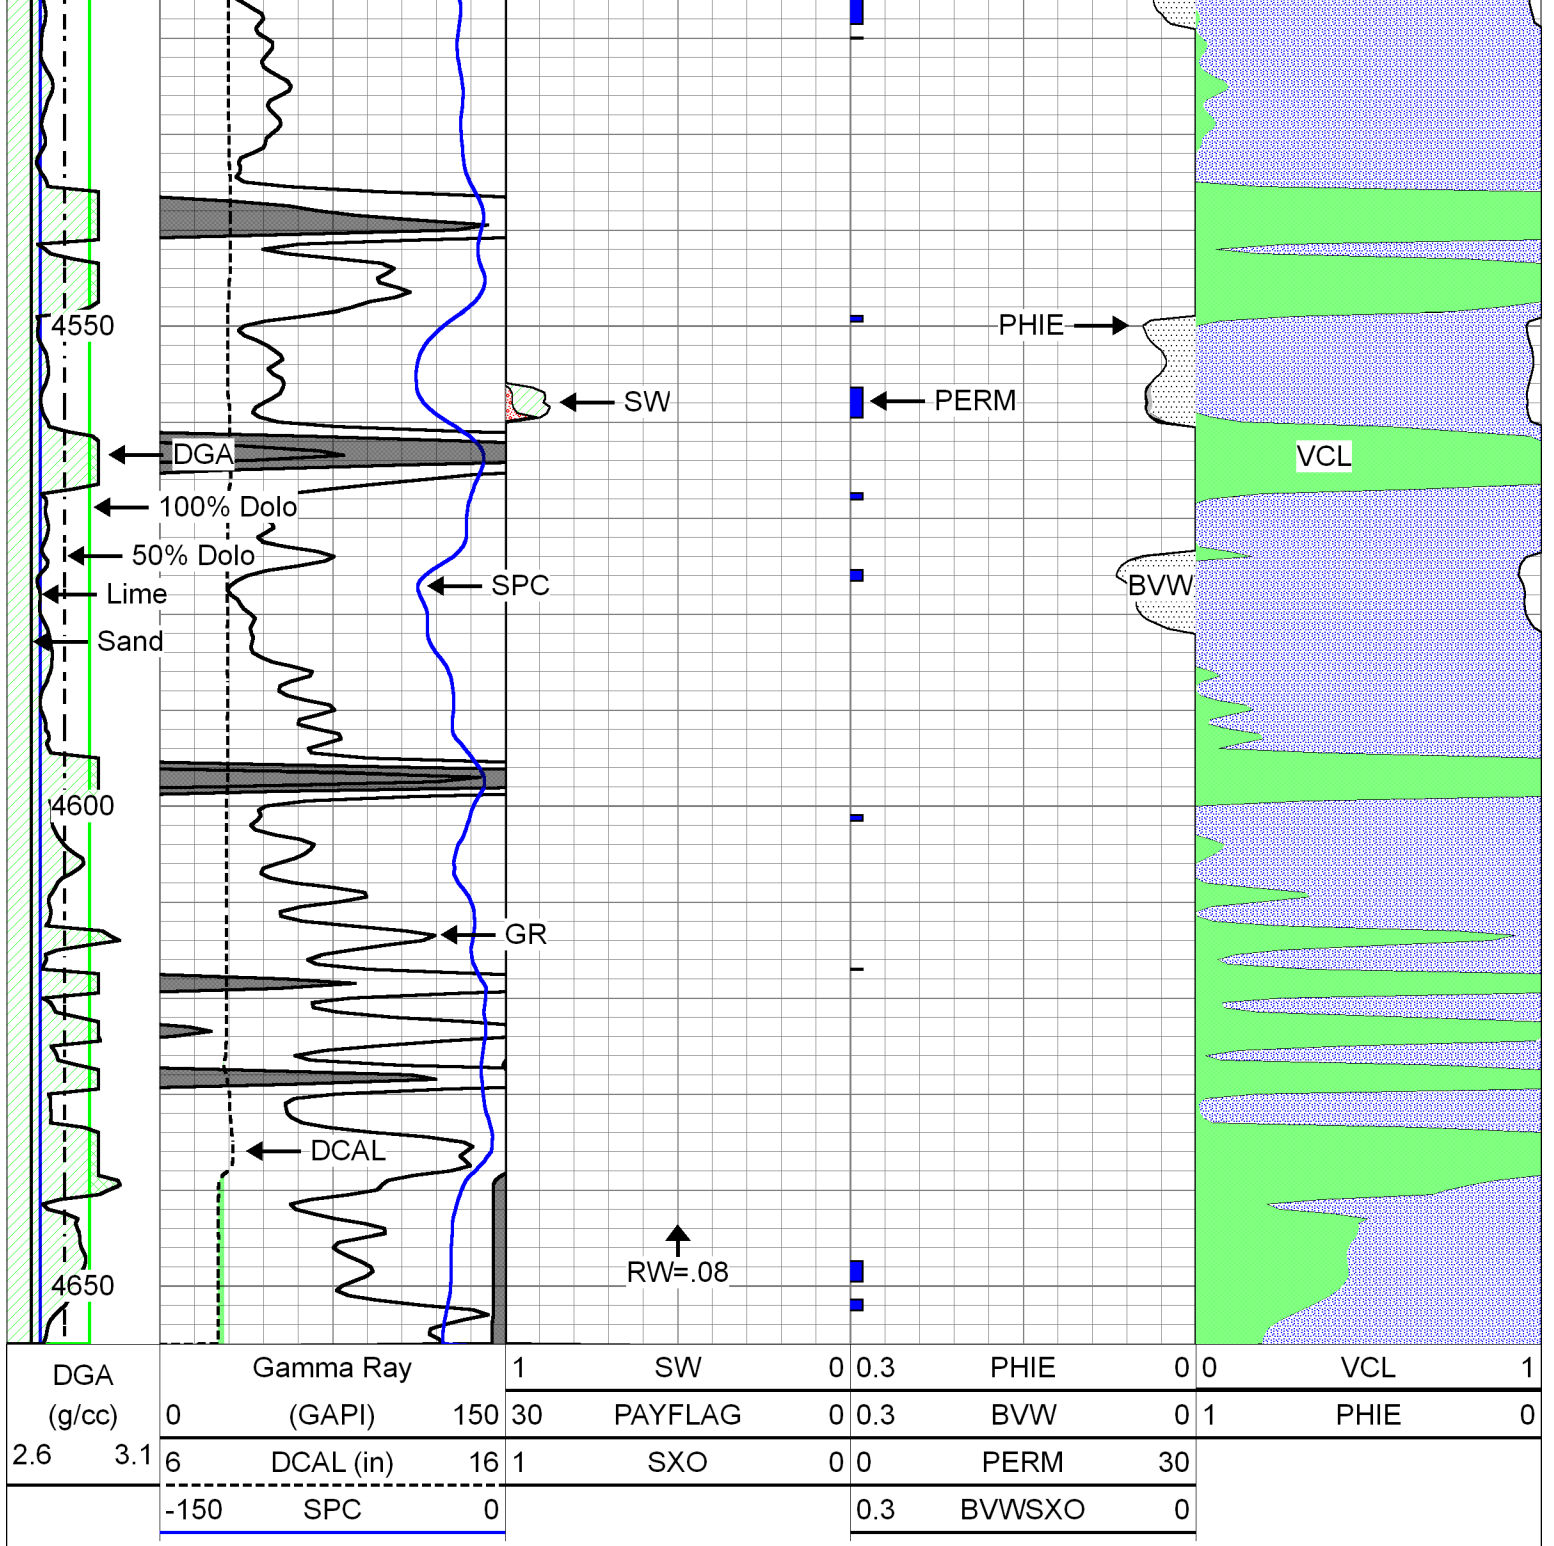 4550
PHIE
SW
PERM
DGA
VCL
100% Dolo
50% Dolo
SPC
BVW
Lime
Sand
4600
GR
DCAL
RW=.08
4650
DGA
(g/cc)
2.6 3.1
Gamma Ray
0 (GAPI) 150
6 DCAL (in) 16
-150 SPC 0
1 SW 0
30 PAYFLAG 0
1 SXO 0
0.3 PHIE 0
0.3 BVW 0
0 PERM 30
0.3 BVWSXO 0
0 VCL 1
1 PHIE 0